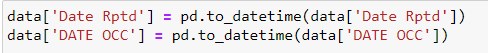 data['Date Rptd'] = pd.to_datetime(data['Date Rptd'])
data['DATE OCC'] = pd.to_datetime(data['DATE OCC'])